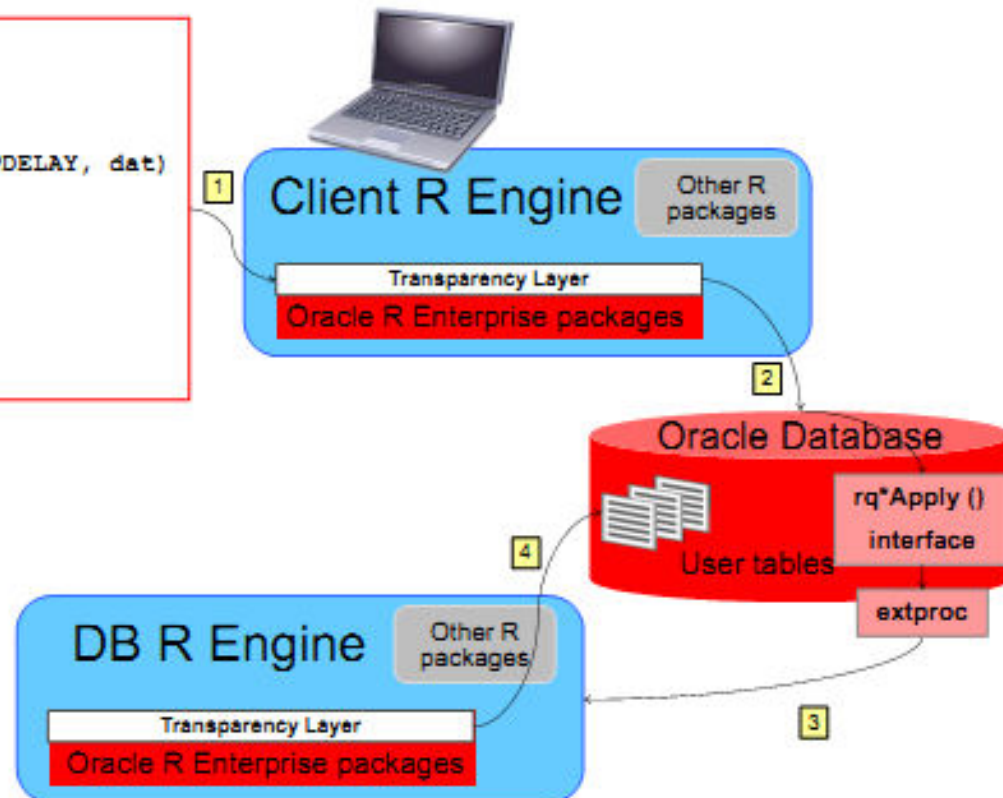 PDELAY, dat)
1
Client R Engine
Other R
packages
Transparency Layer
Oracle R Enterprise packages
2
Oracle Database
rq*Apply ()
interface
User tables
extproc
4
3
DB R Engine
Other R
packages
Transparency Layer
Oracle R Enterprise packages